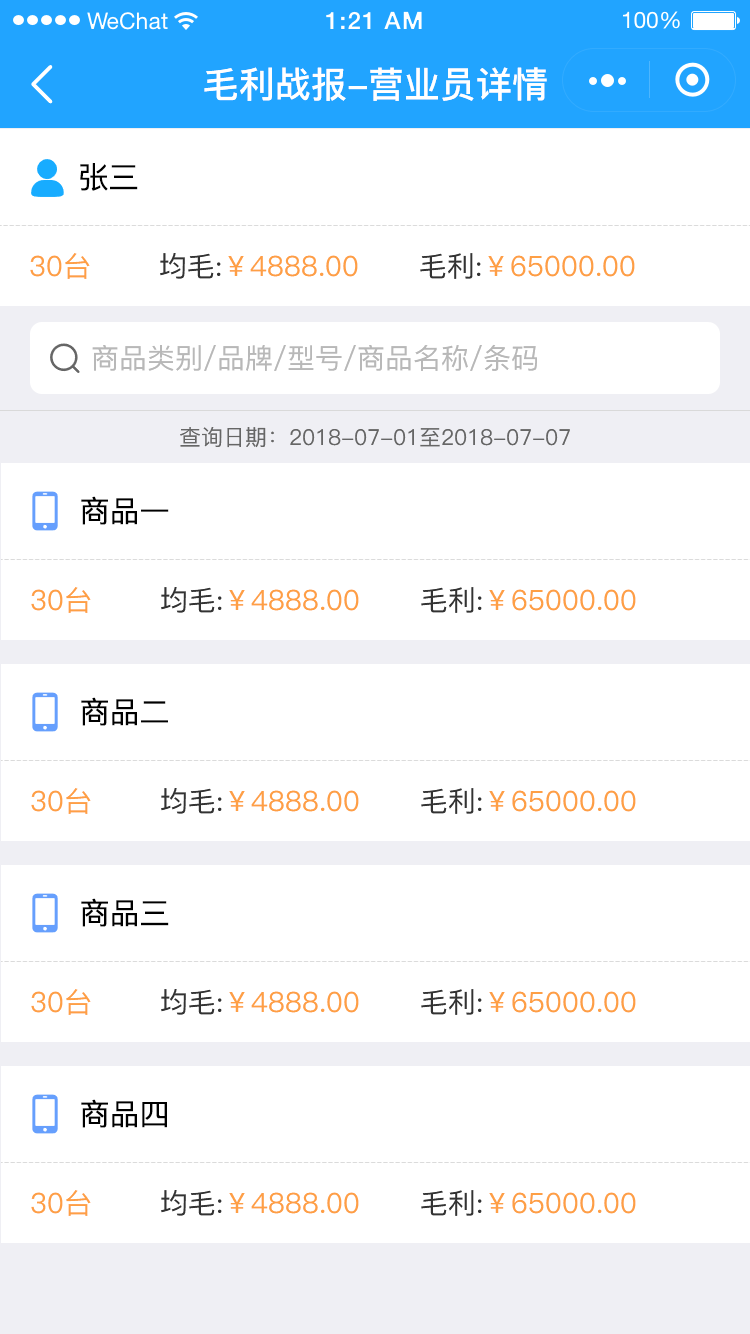 WeChat 1:21 AM 100%
毛利战报-营业员详情
张三
30台 均毛:¥4888.00 毛利:¥65000.00
商品类别/品牌/型号/商品名称/条码
查询日期：2018-07-01至2018-07-07
商品一
30台 均毛:¥4888.00 毛利:¥65000.00
商品二
30台 均毛:¥4888.00 毛利:¥65000.00
商品三
30台 均毛:¥4888.00 毛利:¥65000.00
商品四
30台 均毛:¥4888.00 毛利:¥65000.00